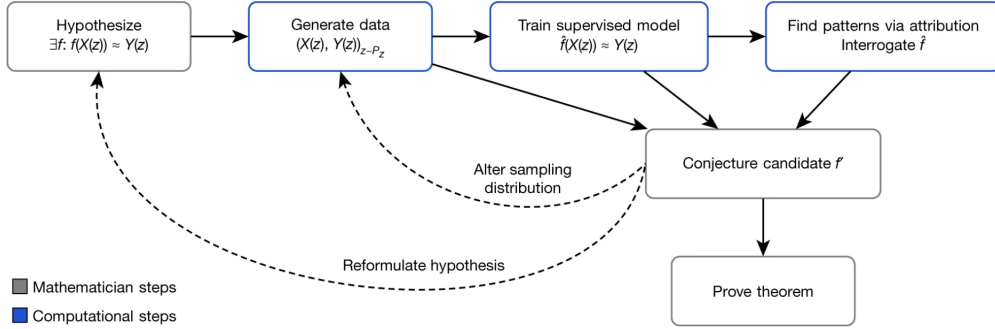 Hypothesize
∃f: f(X(z)) ≈ Y(z)
Generate data
(X(z), Y(z))z~Pz
Train supervised model
f̂(X(z)) ≈ Y(z)
Find patterns via attribution
Interrogate f̂
Conjecture candidate f′
Alter sampling
distribution
Reformulate hypothesis
Prove theorem
Mathematician steps
Computational steps